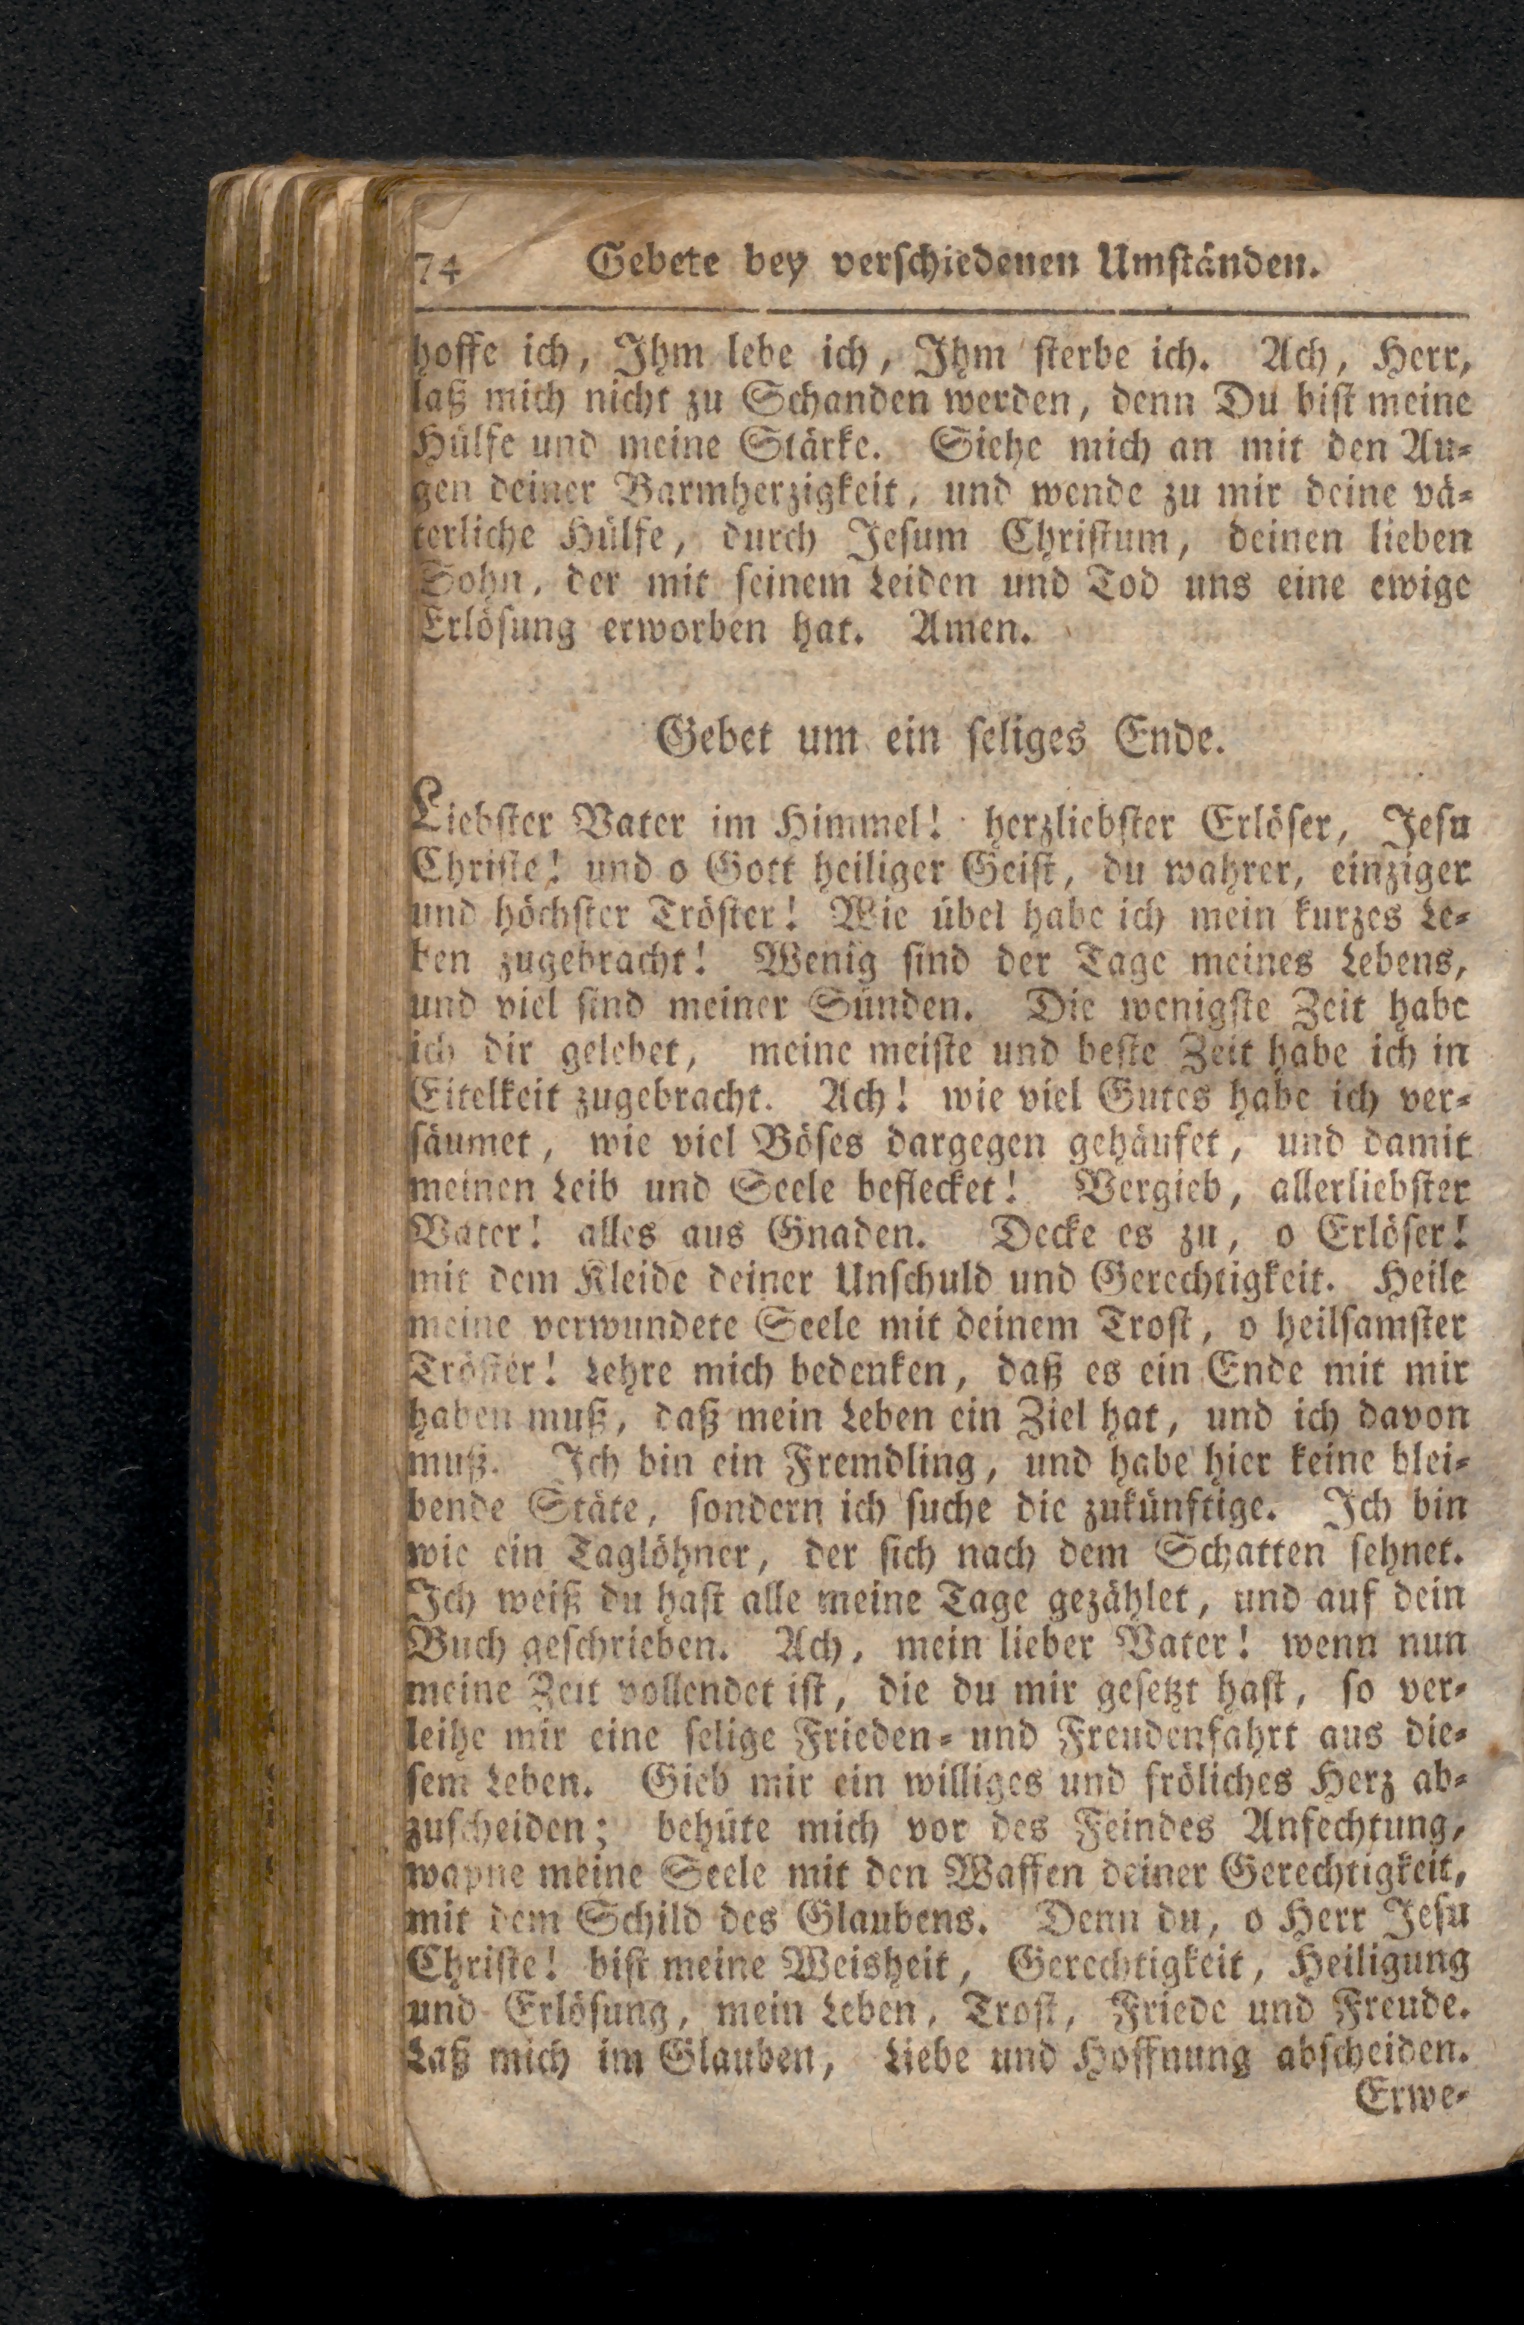 74 Gebete bey verschiedenen Umständen.
hoffe ich, Ihm lebe ich, Ihm sterbe ich. Ach, Herr,
laß mich nicht zu Schanden werden, denn Du bist meine
Hülfe und meine Stärke. Siehe mich an mit den Au-
gen deiner Barmherzigkeit, und wende zu mir deine vä-
terliche Hülfe, durch Jesum Christum, deinen lieben
Sohn, der mit seinem Leiden und Tod uns eine ewige
Erlösung erworben hat. Amen.
Gebet um ein seliges Ende.
Liebster Vater im Himmel! herzliebster Erlöser, Jesu
Christe! und o Gott heiliger Geist, du wahrer, einziger
und höchster Tröster! Wie übel habe ich mein kurzes Le-
ben zugebracht! Wenig sind der Tage meines Lebens,
und viel sind meiner Sünden. Die wenigste Zeit habe
ich dir gelebet, meine meiste und beste Zeit habe ich in
Eitelkeit zugebracht. Ach! wie viel Gutes habe ich ver-
säumet, wie viel Böses dargegen gehäufet, und damit
meinen Leib und Seele beflecket! Vergieb, allerliebster
Vater! alles aus Gnaden. Decke es zu, o Erlöser!
mit dem Kleide deiner Unschuld und Gerechtigkeit. Heile
meine verwundete Seele mit deinem Trost, o heilsamster
Tröster! Lehre mich bedenken, daß es ein Ende mit mir
haben muß, daß mein Leben ein Ziel hat, und ich davon
muß. Ich bin ein Fremdling, und habe hier keine blei-
bende Stäte, sondern ich suche die zukünftige. Ich bin
wie ein Taglöhner, der sich nach dem Schatten sehnet.
Ich weiß du hast alle meine Tage gezählet, und auf dein
Buch geschrieben. Ach, mein lieber Vater! wenn nun
meine Zeit vollendet ist, die du mir gesetzt hast, so ver-
leihe mir eine selige Frieden- und Freudenfahrt aus die-
sem Leben. Gieb mir ein williges und fröliches Herz ab-
zuscheiden; behüte mich vor des Feindes Anfechtung,
wapne meine Seele mit den Waffen deiner Gerechtigkeit,
mit dem Schild des Glaubens. Denn du, o Herr Jesu
Christe! bist meine Weisheit, Gerechtigkeit, Heiligung
und Erlösung, mein Leben, Trost, Friede und Freude.
Laß mich im Glauben, Liebe und Hoffnung abscheiden.
Erwe-